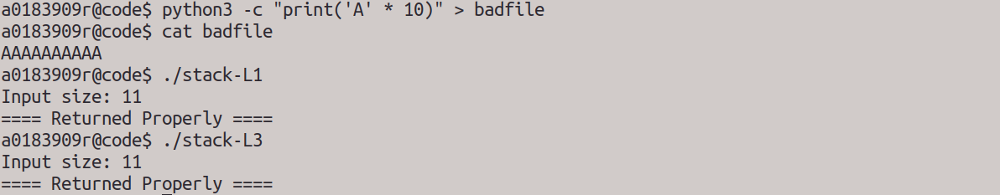 a0183909r@code$ python3 -c "print('A' * 10)" > badfile
a0183909r@code$ cat badfile
AAAAAAAAAA
a0183909r@code$ ./stack-L1
Input size: 11
==== Returned Properly ====
a0183909r@code$ ./stack-L3
Input size: 11
==== Returned Properly ====